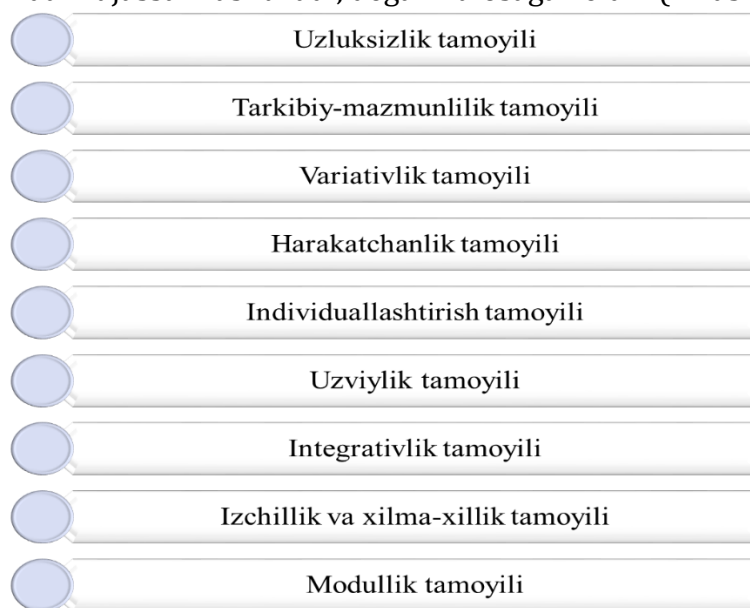 Uzluksizlik tamoyili
Tarkibiy-mazmunlilik tamoyili
Variativlik tamoyili
Harakatchanlik tamoyili
Individuallashtirish tamoyili
Uzviylik tamoyili
Integrativlik tamoyili
Izchillik va xilma-xillik tamoyili
Modullik tamoyili